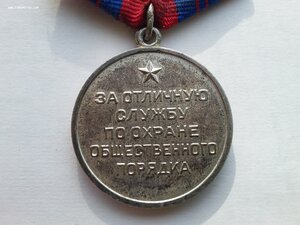 ЗА ОТЛИЧНУЮ
СЛУЖБУ
ПО ОХРАНЕ
ОБЩЕСТВЕННОГО
ПОРЯДКА